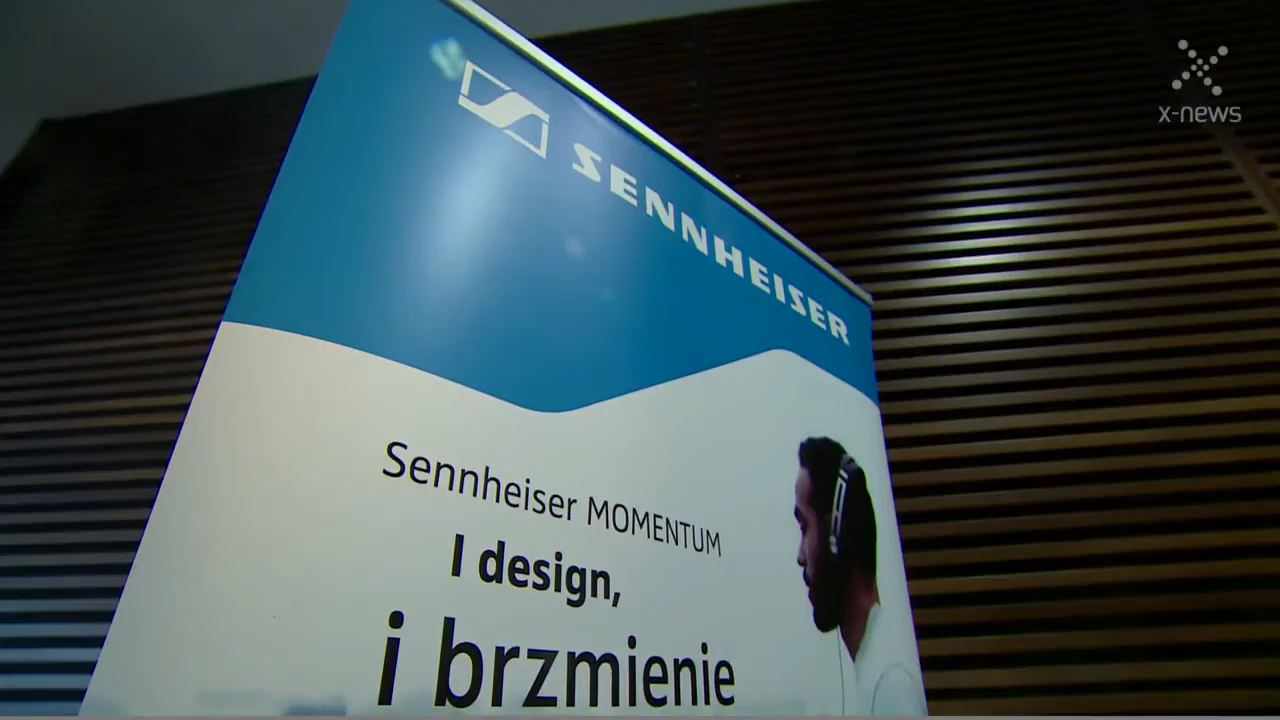 x-news
SENNHEISER
Sennheiser MOMENTUM
I design,
i brzmienie